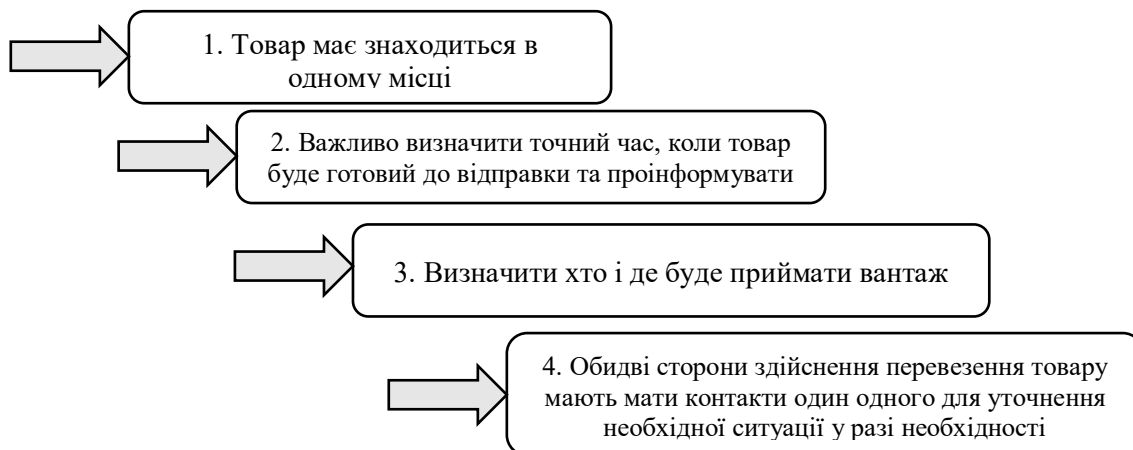 1. Товар має знаходиться в
одному місці
2. Важливо визначити точний час, коли товар
буде готовий до відправки та проінформувати
3. Визначити хто і де буде приймати вантаж
4. Обидві сторони здійснення перевезення товару
мають мати контакти один одного для уточнення
необхідної ситуації у разі необхідності